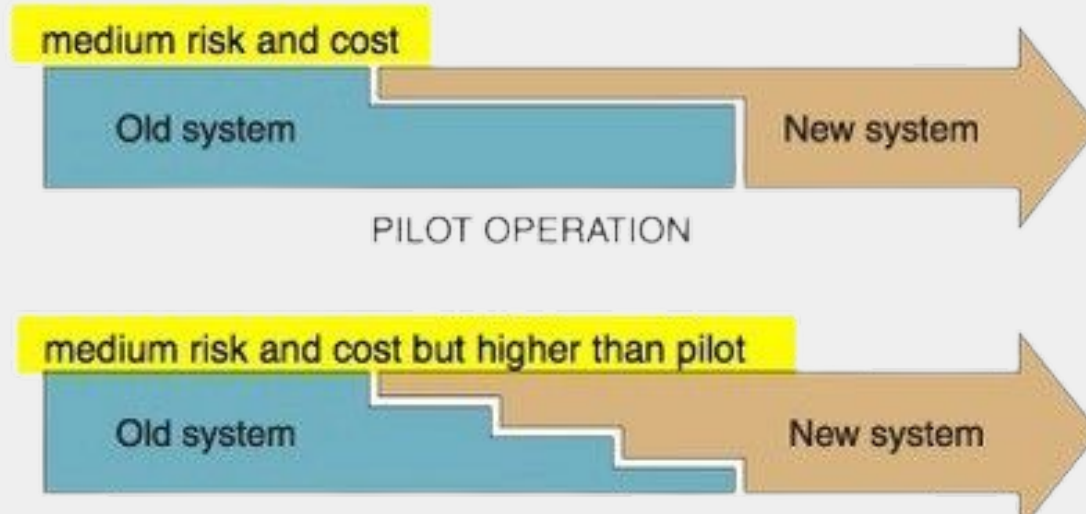 medium risk and cost
Old system
New system
PILOT OPERATION
medium risk and cost but higher than pilot
Old system
New system